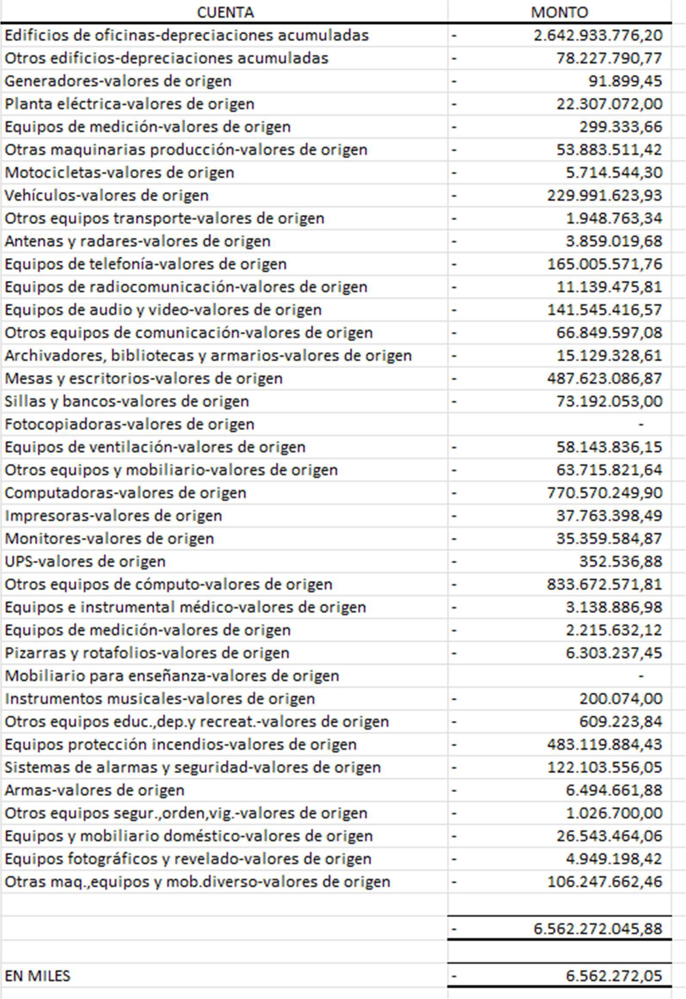 CUENTA MONTO
Edificios de oficinas-depreciaciones acumuladas - 2.642.933.776,20
Otros edificios-depreciaciones acumuladas - 78.227.790,77
Generadores-valores de origen - 91.899,45
Planta eléctrica-valores de origen - 22.307.072,00
Equipos de medición-valores de origen - 299.333,66
Otras maquinarias producción-valores de origen - 53.883.511,42
Motocicletas-valores de origen - 5.714.544,30
Vehículos-valores de origen - 229.991.623,93
Otros equipos transporte-valores de origen - 1.948.763,34
Antenas y radares-valores de origen - 3.859.019,68
Equipos de telefonía-valores de origen - 165.005.571,76
Equipos de radiocomunicación-valores de origen - 11.139.475,81
Equipos de audio y video-valores de origen - 141.545.416,57
Otros equipos de comunicación-valores de origen - 66.849.597,08
Archivadores, bibliotecas y armarios-valores de origen - 15.129.328,61
Mesas y escritorios-valores de origen - 487.623.086,87
Sillas y bancos-valores de origen - 73.192.053,00
Fotocopiadoras-valores de origen -
Equipos de ventilación-valores de origen - 58.143.836,15
Otros equipos y mobiliario-valores de origen - 63.715.821,64
Computadoras-valores de origen - 770.570.249,90
Impresoras-valores de origen - 37.763.398,49
Monitores-valores de origen - 35.359.584,87
UPS-valores de origen - 352.536,88
Otros equipos de cómputo-valores de origen - 833.672.571,81
Equipos e instrumental médico-valores de origen - 3.138.886,98
Equipos de medición-valores de origen - 2.215.632,12
Pizarras y rotafolios-valores de origen - 6.303.237,45
Mobiliario para enseñanza-valores de origen -
Instrumentos musicales-valores de origen - 200.074,00
Otros equipos educ.,dep.y recreat.-valores de origen - 609.223,84
Equipos protección incendios-valores de origen - 483.119.884,43
Sistemas de alarmas y seguridad-valores de origen - 122.103.556,05
Armas-valores de origen - 6.494.661,88
Otros equipos segur.,orden,vig.-valores de origen - 1.026.700,00
Equipos y mobiliario doméstico-valores de origen - 26.543.464,06
Equipos fotográficos y revelado-valores de origen - 4.949.198,42
Otras maq.,equipos y mob.diverso-valores de origen - 106.247.662,46
- 6.562.272.045,88
EN MILES - 6.562.272,05